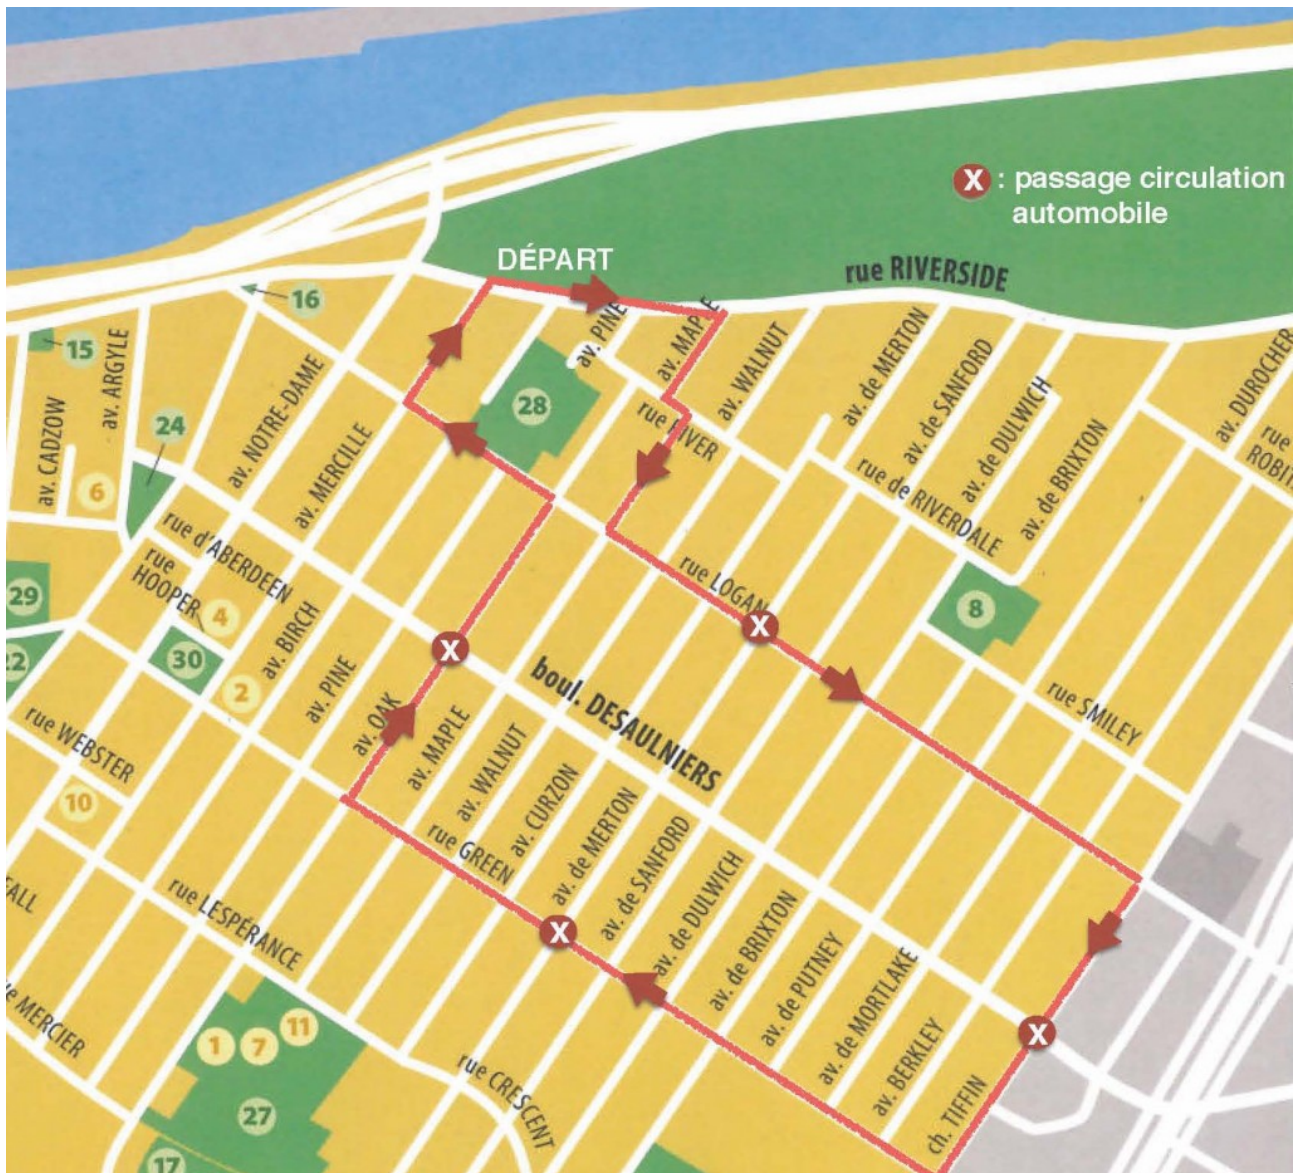 X : passage circulation
automobile
DÉPART
rue RIVERSIDE
16
15
av. ARGYLE
av. PINE
av. MAPLE
av. WALNUT
av. de MERTON
av. de SANFORD
av. de DULWICH
av. de BRIXTON
av. DUROCHER
rue
28
rue RIVER
av. CADZOW
24
av. NOTRE-DAME
av. MERCILLE
6
rue de RIVERDALE
rue d'ABERDEEN
rue
HOOPER
29
4
8
rue LOGAN
X
22
30
2
av. BIRCH
av. PINE
av. OAK
X
boul. DESAULNIERS
rue SMILEY
rue WEBSTER
10
av. MAPLE
av. WALNUT
av. CURZON
av. de MERTON
av. de SANFORD
av. de DULWICH
av. de BRIXTON
av. de PUTNEY
av. de MORTLAKE
av. BERKLEY
ch. TIFFIN
rue GREEN
X
X
rue LESPÉRANCE
MERCIER
1
7
11
27
17
rue CRESCENT